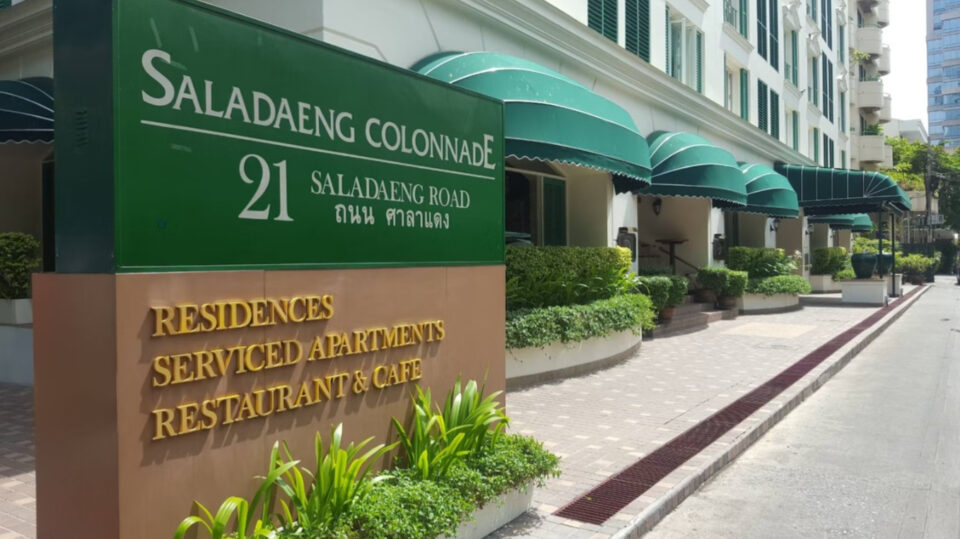 SALADAENG COLONNADE
21
SALADAENG ROAD
ถนน ศาลาแดง
RESIDENCES
SERVICED APARTMENTS
RESTAURANT & CAFE